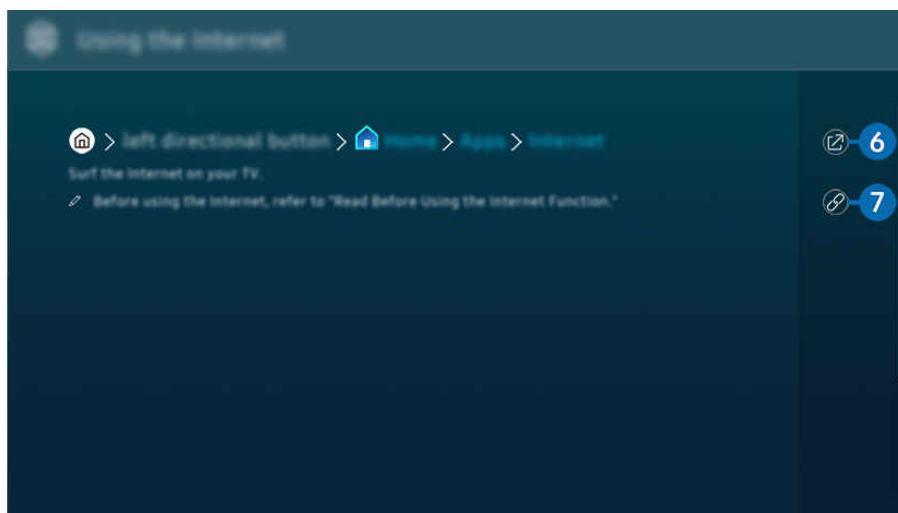 Using the Internet
> left directional button > Home > Apps > Internet
Surf the Internet on your TV.
Before using the Internet, refer to "Read Before Using the Internet Function."
6
7